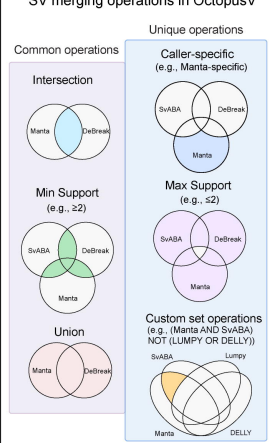 SV merging operations in OctopusV
Unique operations
Common operations
Caller-specific
(e.g., Manta-specific)
Intersection
SvABA
DeBreak
Manta
DeBreak
Manta
Min Support
(e.g., ≥2)
Max Support
(e.g., ≤2)
SvABA
DeBreak
Manta
SvABA
DeBreak
Manta
Custom set operations
(e.g., (Manta AND SvABA)
NOT (LUMPY OR DELLY))
Union
SvABA
Lumpy
Manta
DeBreak
Manta
DELLY